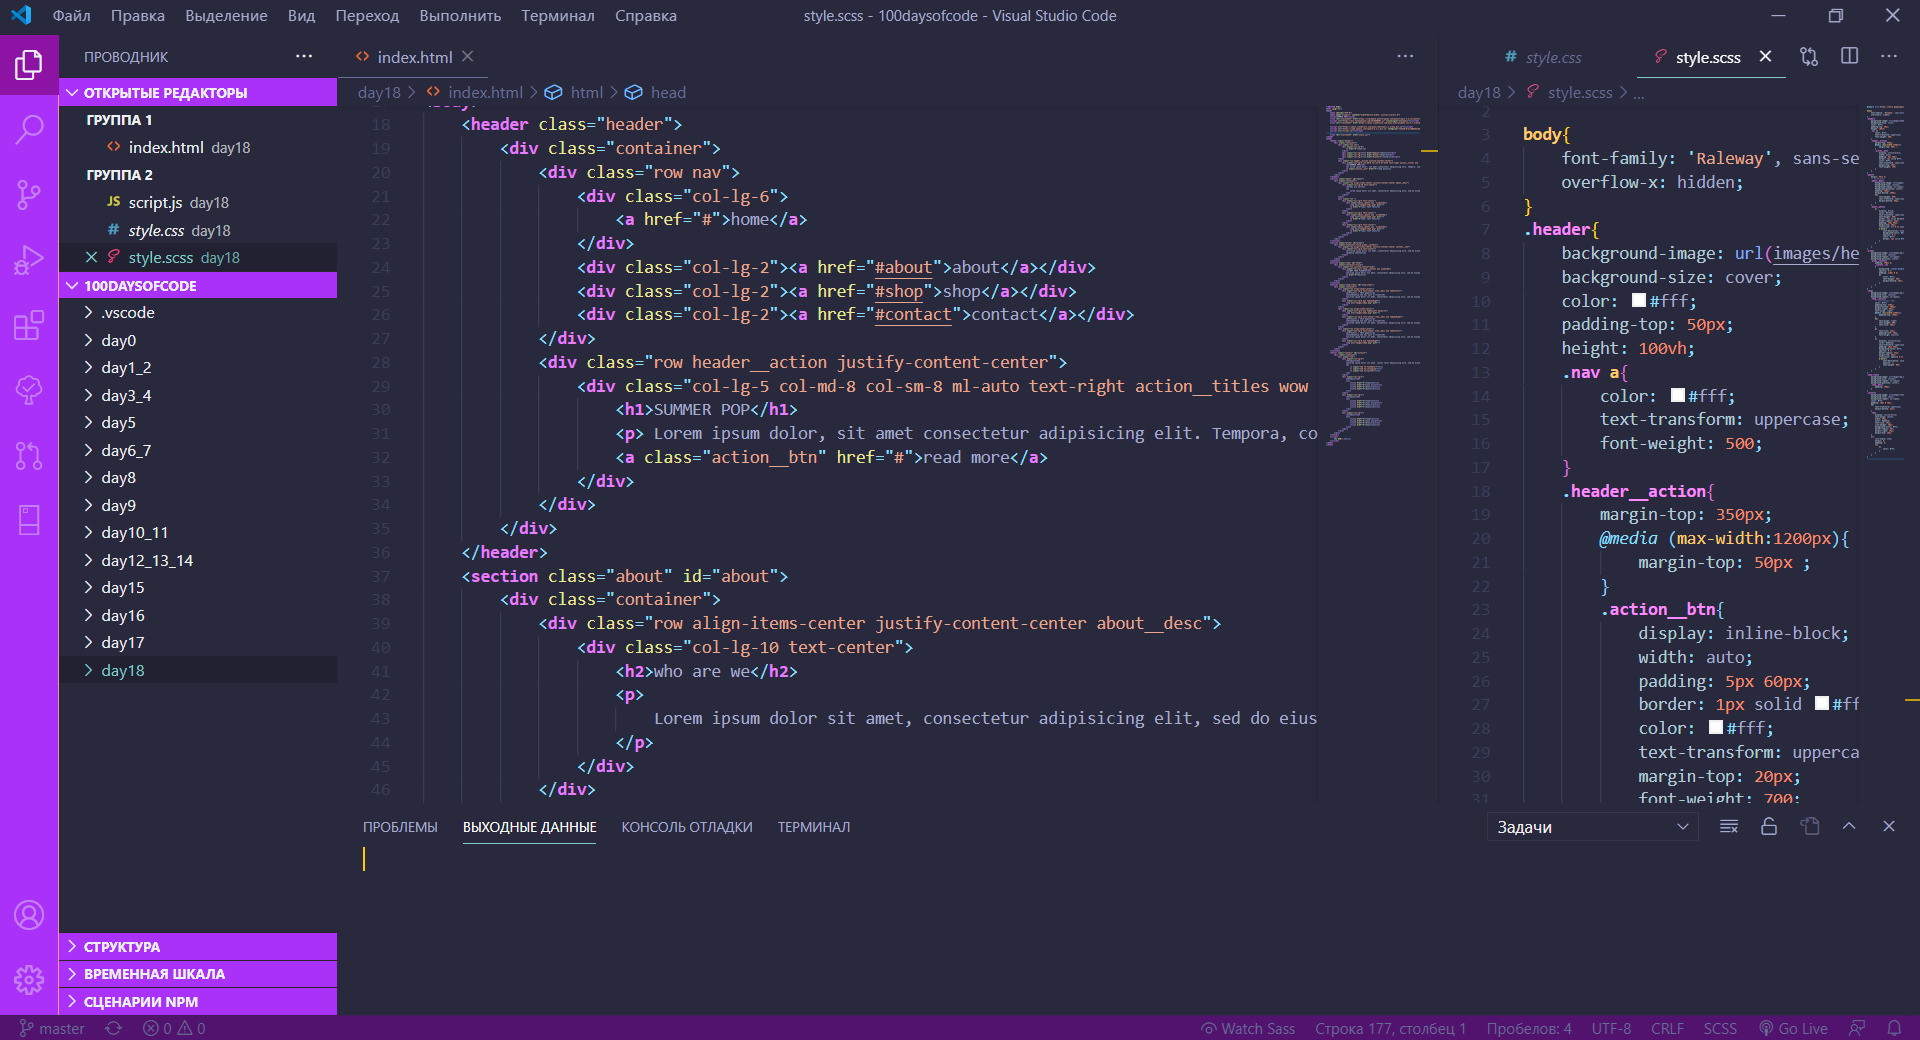 Файл Правка Выделение Вид Переход Выполнить Терминал Справка
style.scss - 100daysofcode - Visual Studio Code
ПРОВОДНИК
ОТКРЫТЫЕ РЕДАКТОРЫ
ГРУППА 1
index.html day18
ГРУППА 2
JS script.js day18
# style.css day18
style.scss day18
100DAYSOFCODE
.vscode
day0
day1_2
day3_4
day5
day6_7
day8
day9
day10_11
day12_13_14
day15
day16
day17
day18
СТРУКТУРА
ВРЕМЕННАЯ ШКАЛА
СЦЕНАРИИ NPM
index.html
day18 > index.html > html > head
18 <header class="header">
19 <div class="container">
20 <div class="row nav">
21 <div class="col-lg-6">
22 <a href="#">home</a>
23 </div>
24 <div class="col-lg-2"><a href="#about">about</a></div>
25 <div class="col-lg-2"><a href="#shop">shop</a></div>
26 <div class="col-lg-2"><a href="#contact">contact</a></div>
27 </div>
28 <div class="row header__action justify-content-center">
29 <div class="col-lg-5 col-md-8 col-sm-8 ml-auto text-right action__titles wow
30 <h1>SUMMER POP</h1>
31 <p> Lorem ipsum dolor, sit amet consectetur adipisicing elit. Tempora, co
32 <a class="action__btn" href="#">read more</a>
33 </div>
34 </div>
35 </div>
36 </header>
37 <section class="about" id="about">
38 <div class="container">
39 <div class="row align-items-center justify-content-center about__desc">
40 <div class="col-lg-10 text-center">
41 <h2>who are we</h2>
42 <p>
43 Lorem ipsum dolor sit amet, consectetur adipisicing elit, sed do eius
44 </p>
45 </div>
46 </div>
# style.css
style.scss
day18 > style.scss > ...
2
3 body{
4 font-family: 'Raleway', sans-se
5 overflow-x: hidden;
6 }
7 .header{
8 background-image: url(images/he
9 background-size: cover;
10 color: #fff;
11 padding-top: 50px;
12 height: 100vh;
13 .nav a{
14 color: #fff;
15 text-transform: uppercase;
16 font-weight: 500;
17 }
18 .header__action{
19 margin-top: 350px;
20 @media (max-width:1200px){
21 margin-top: 50px ;
22 }
23 .action__btn{
24 display: inline-block;
25 width: auto;
26 padding: 5px 60px;
27 border: 1px solid #ff
28 color: #fff;
29 text-transform: upperca
30 margin-top: 20px;
31 font-weight: 700;
ПРОБЛЕМЫ ВЫХОДНЫЕ ДАННЫЕ КОНСОЛЬ ОТЛАДКИ ТЕРМИНАЛ
Задачи
master 0 0
Watch Sass Строка 177, столбец 1 Пробелов: 4 UTF-8 CRLF SCSS Go Live